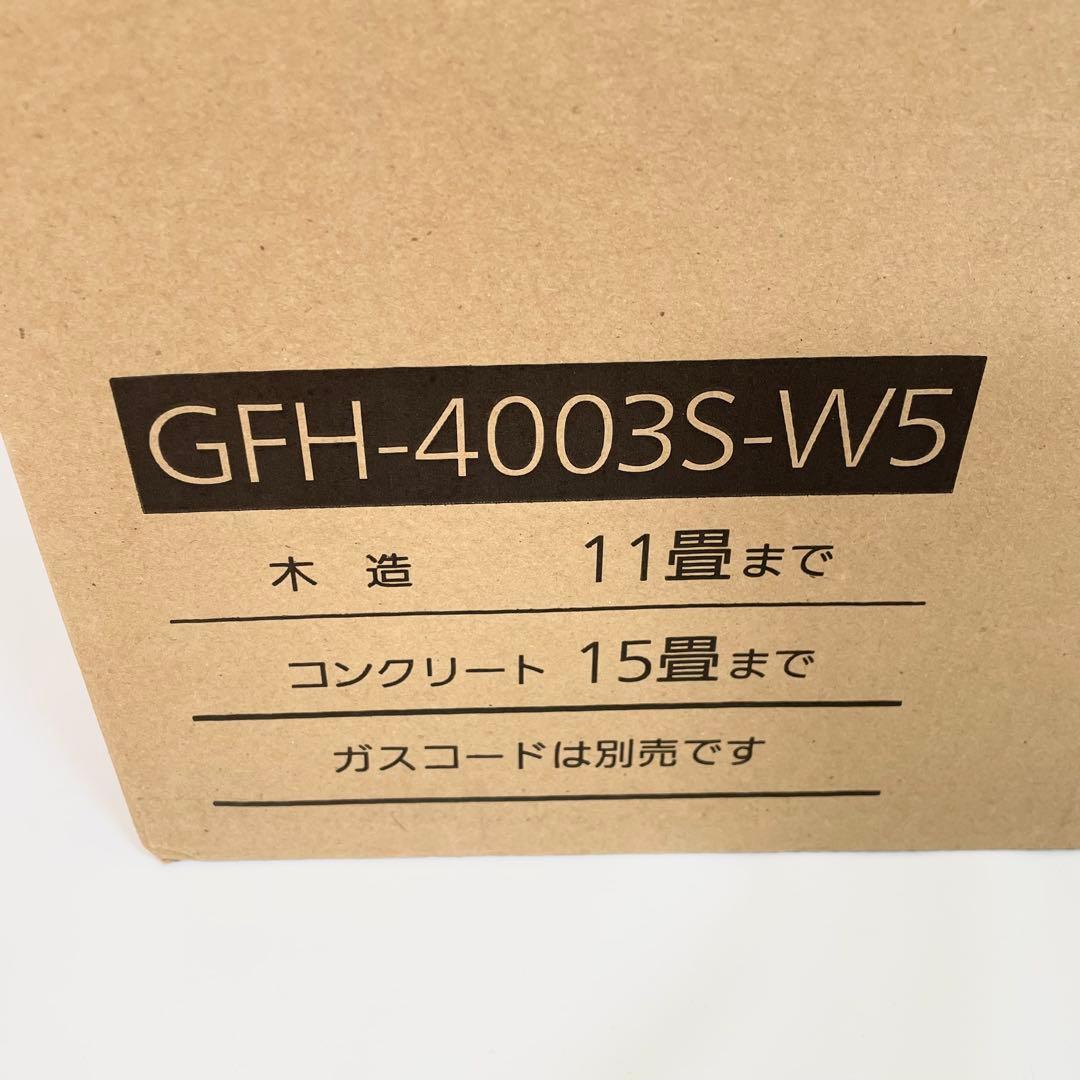 GFH-4003S-W5
木 造 11畳まで
コンクリート 15畳まで
ガスコードは別売です